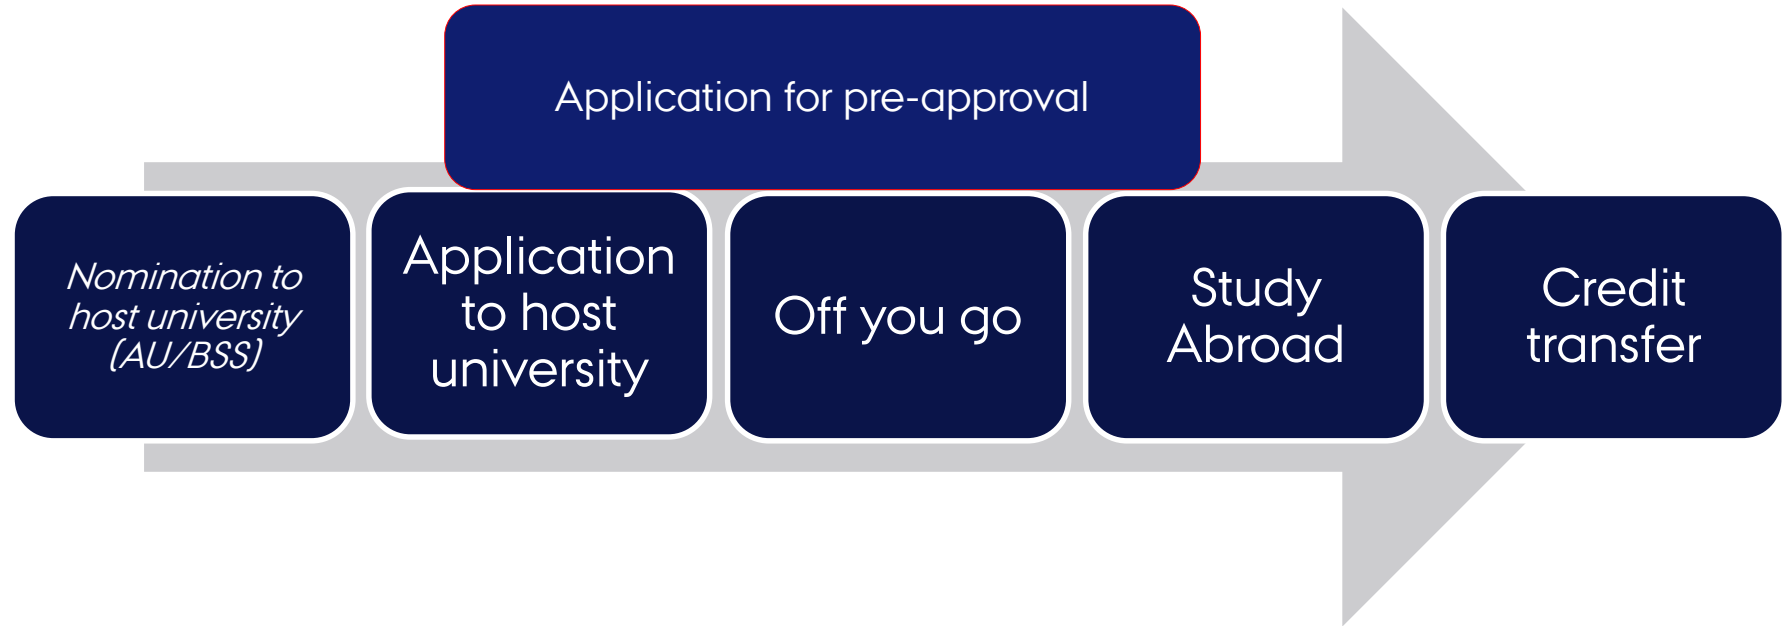 Application for pre-approval
Nomination to
host university
(AU/BSS)
Application
to host
university
Off you go
Study
Abroad
Credit
transfer